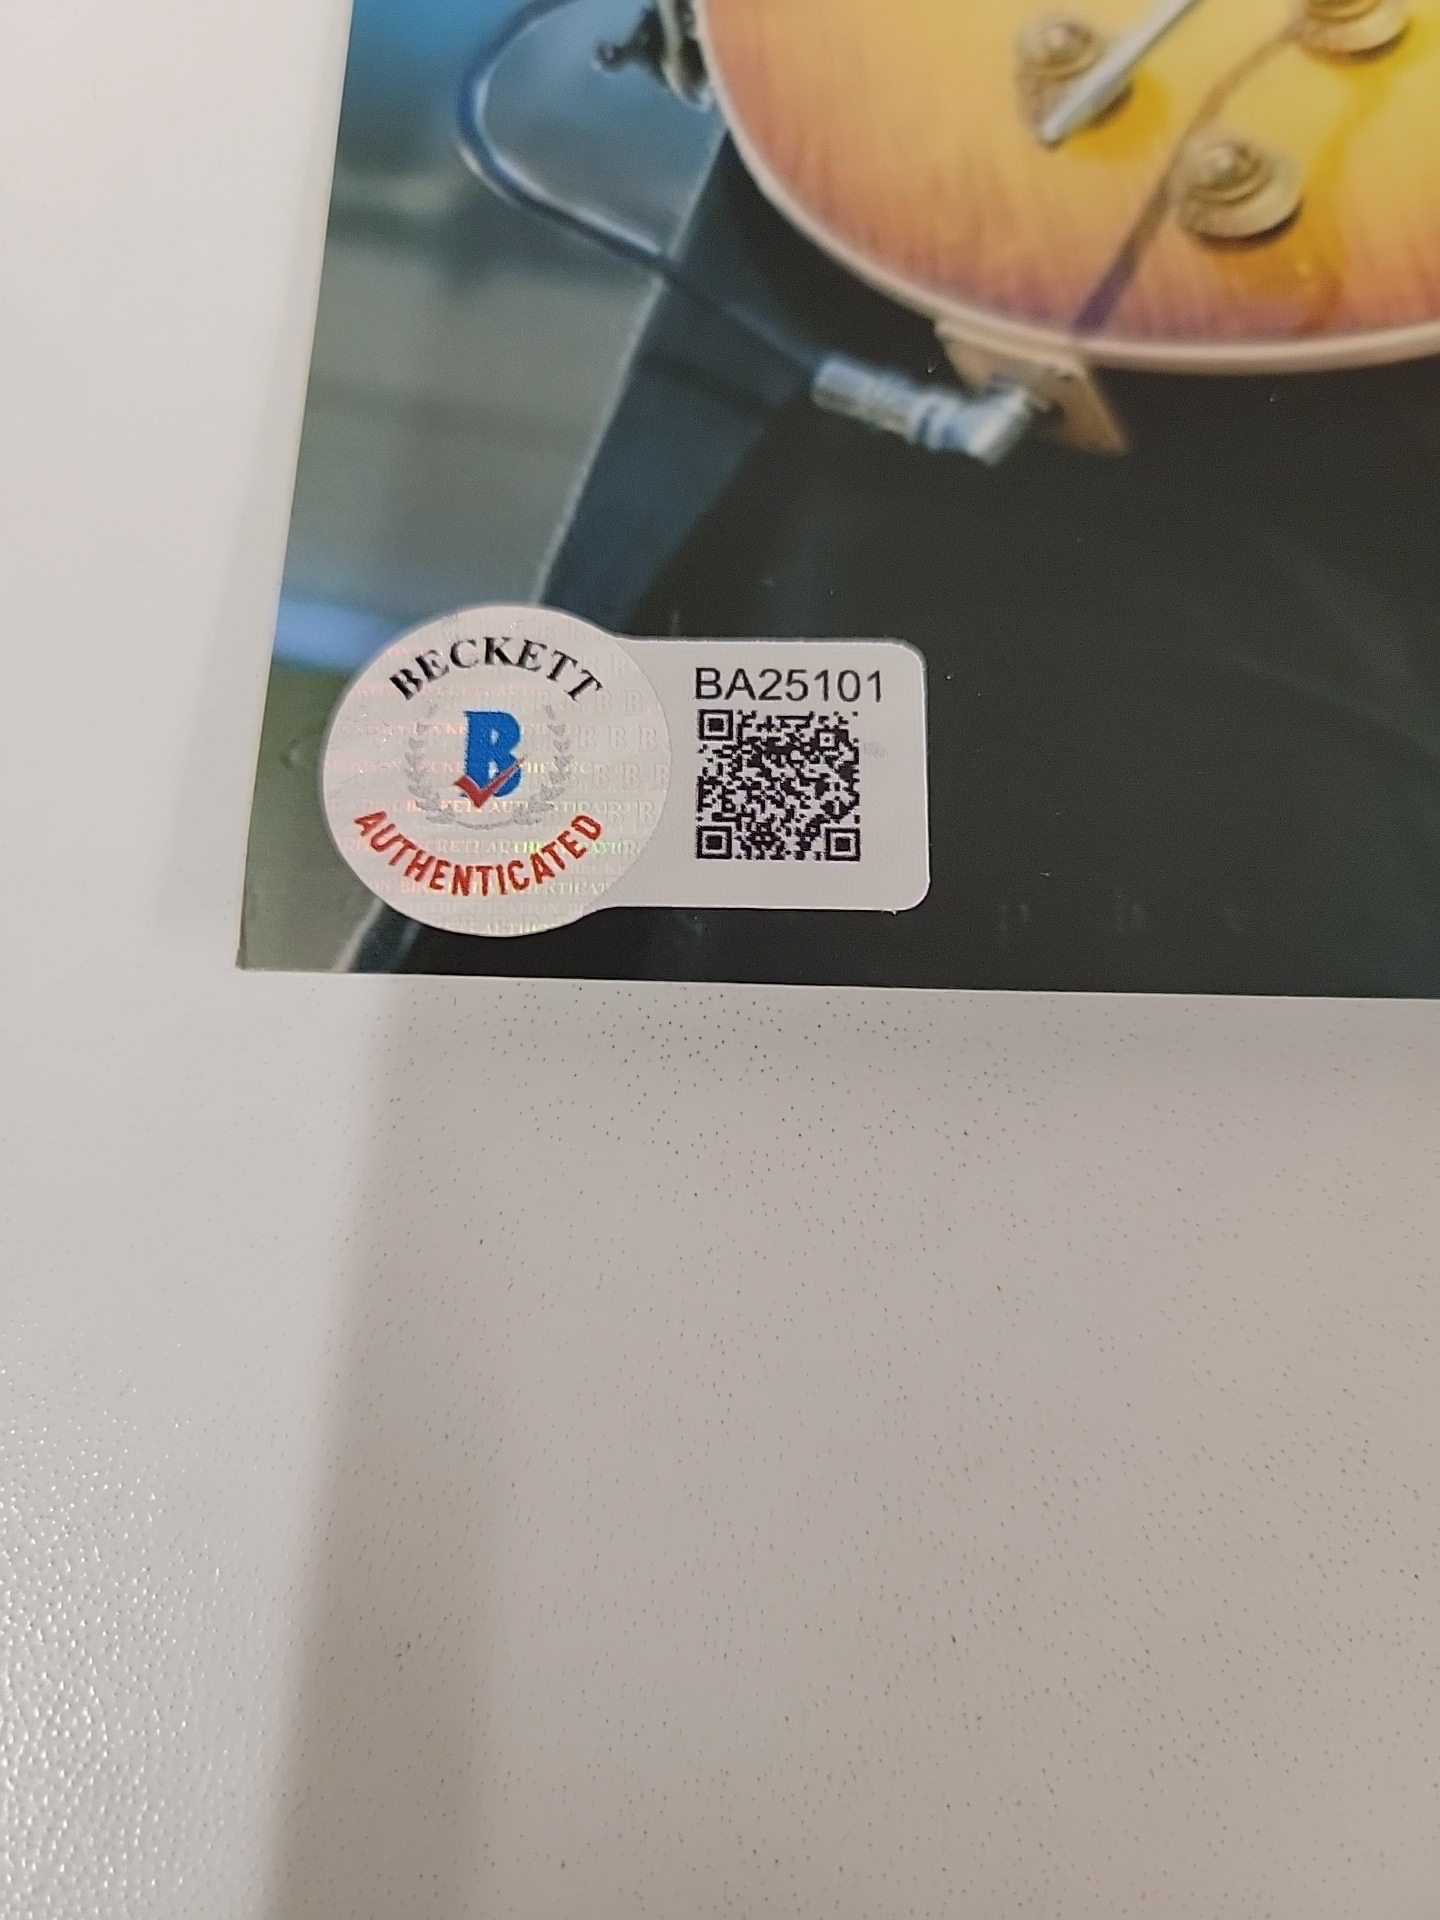 BECKETT
B
AUTHENTICATED
BA25101